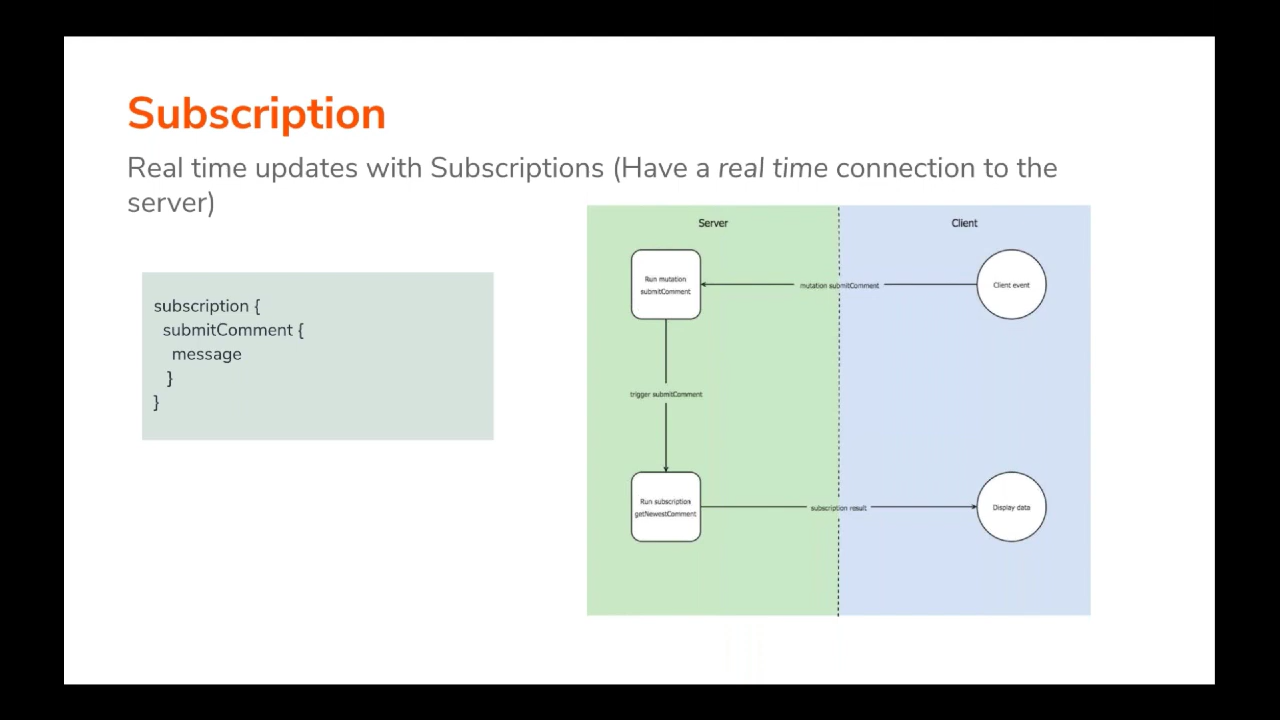 Subscription
Real time updates with Subscriptions (Have a real time connection to the
server)
subscription {
submitComment {
message
}
}
Server
Client
Run mutation
submitComment
mutation submitComment
Client event
trigger submitComment
Run subscription
getNewestComment
subscription result
Display data